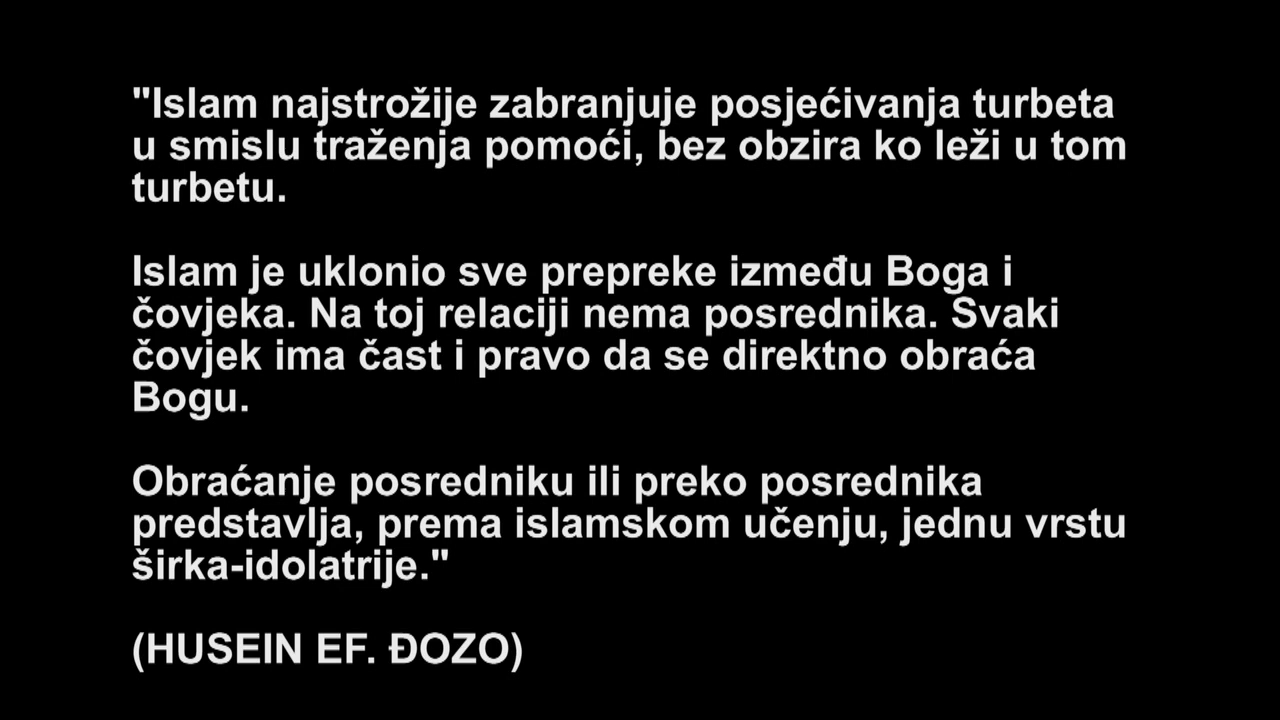 "Islam najstrožije zabranjuje posjećivanja turbeta
u smislu traženja pomoći, bez obzira ko leži u tom
turbetu.
Islam je uklonio sve prepreke između Boga i
čovjeka. Na toj relaciji nema posrednika. Svaki
čovjek ima čast i pravo da se direktno obraća
Bogu.
Obraćanje posredniku ili preko posrednika
predstavlja, prema islamskom učenju, jednu vrstu
širka-idolatrije."
(HUSEIN EF. ĐOZO)